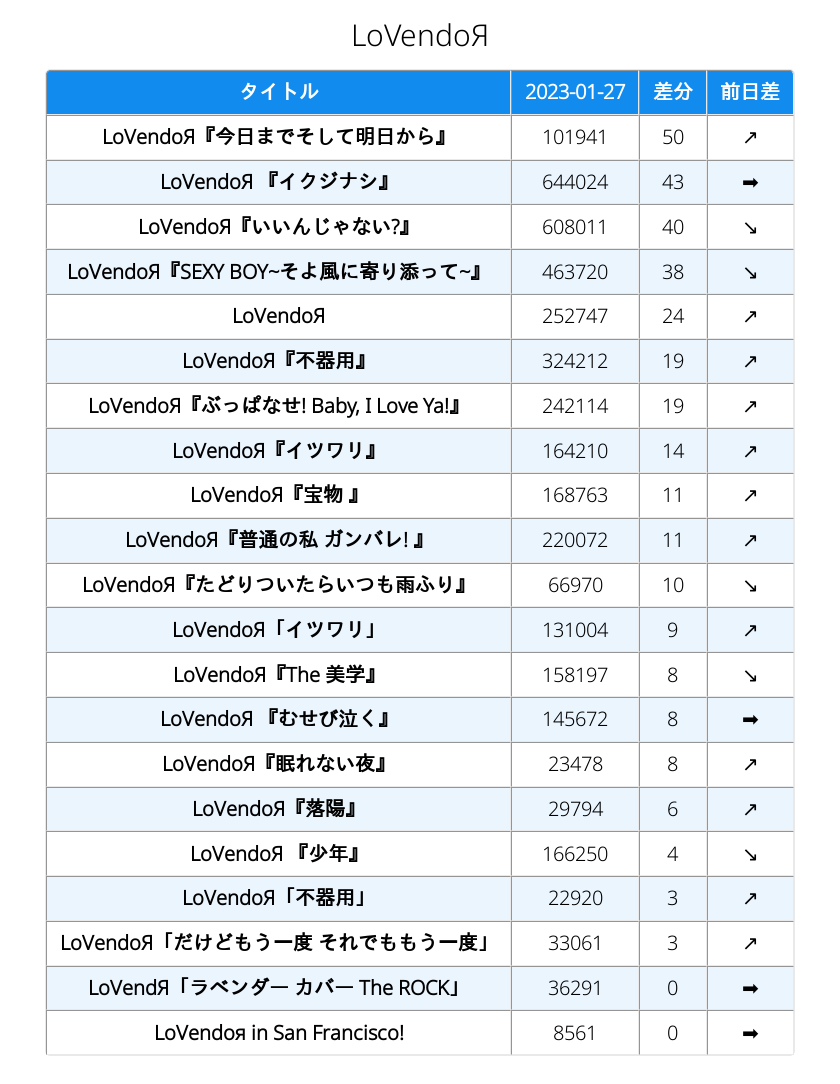 LoVendoЯ
タイトル 2023-01-27 差分 前日差
LoVendoЯ『今日までそして明日から』 101941 50 ↗
LoVendoЯ 『イクジナシ』 644024 43 ➡
LoVendoЯ『いいんじゃない?』 608011 40 ↘
LoVendoЯ『SEXY BOY~そよ風に寄り添って~』 463720 38 ↘
LoVendoЯ 252747 24 ↗
LoVendoЯ『不器用』 324212 19 ↗
LoVendoЯ『ぶっぱなせ! Baby, I Love Ya!』 242114 19 ↗
LoVendoЯ『イツワリ』 164210 14 ↗
LoVendoЯ『宝物 』 168763 11 ↗
LoVendoЯ『普通の私 ガンバレ! 』 220072 11 ↗
LoVendoЯ『たどりついたらいつも雨ふり』 66970 10 ↘
LoVendoЯ「イツワリ」 131004 9 ↗
LoVendoЯ『The 美学』 158197 8 ↘
LoVendoЯ 『むせび泣く』 145672 8 ➡
LoVendoЯ『眠れない夜』 23478 8 ↗
LoVendoЯ『落陽』 29794 6 ↗
LoVendoЯ 『少年』 166250 4 ↘
LoVendoЯ「不器用」 22920 3 ↗
LoVendoЯ「だけどもう一度 それでももう一度」 33061 3 ↗
LoVendЯ「ラベンダー カバー The ROCK」 36291 0 ➡
LoVendoя in San Francisco! 8561 0 ➡